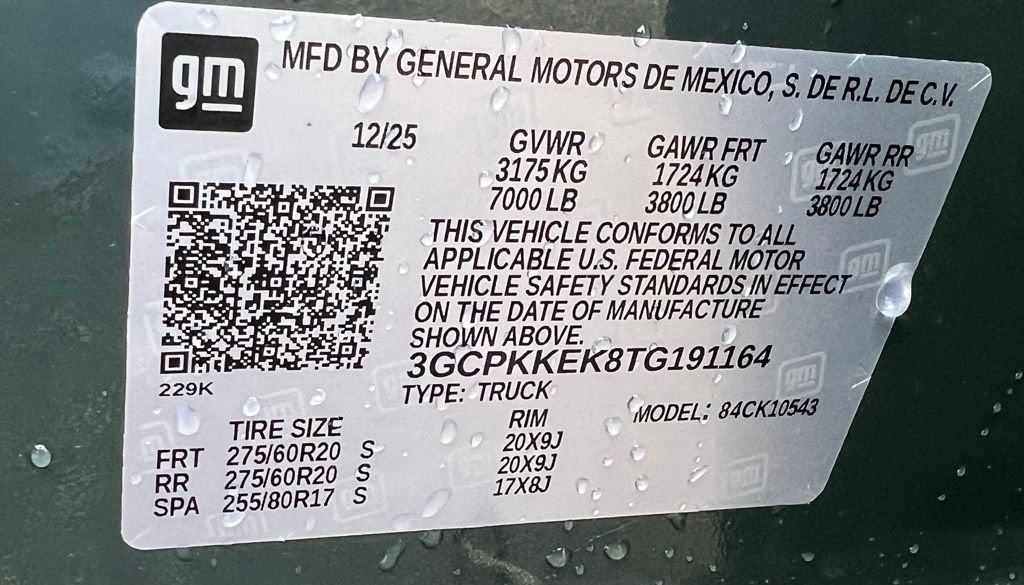 gm
MFD BY GENERAL MOTORS DE MEXICO, S. DE R.L. DE C.V.
12/25 GVWR GAWR FRT GAWR RR
3175 KG 1724 KG 1724 KG
7000 LB 3800 LB 3800 LB
THIS VEHICLE CONFORMS TO ALL
APPLICABLE U.S. FEDERAL MOTOR
VEHICLE SAFETY STANDARDS IN EFFECT
ON THE DATE OF MANUFACTURE
SHOWN ABOVE.
3GCPKKEK8TG191164
229K
TYPE: TRUCK MODEL: 84CK10543
TIRE SIZE RIM
FRT 275/60R20 S 20X9J
RR 275/60R20 S 20X9J
SPA 255/80R17 S 17X8J